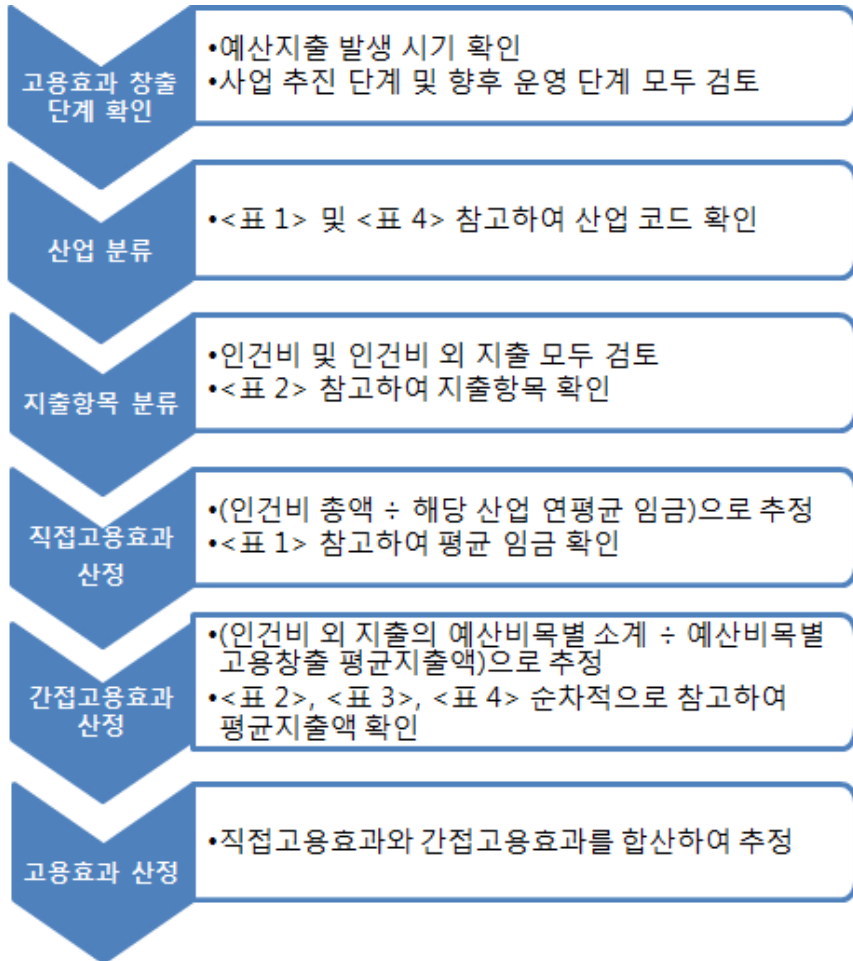 고용효과 창출
단계 확인
•예산지출 발생 시기 확인
•사업 추진 단계 및 향후 운영 단계 모두 검토
산업 분류
•<표 1> 및 <표 4> 참고하여 산업 코드 확인
지출항목 분류
•인건비 및 인건비 외 지출 모두 검토
•<표 2> 참고하여 지출항목 확인
직접고용효과
산정
•(인건비 총액 ÷ 해당 산업 연평균 임금)으로 추정
•<표 1> 참고하여 평균 임금 확인
간접고용효과
산정
•(인건비 외 지출의 예산비목별 소계 ÷ 예산비목별
고용창출 평균지출액)으로 추정
•<표 2>, <표 3>, <표 4> 순차적으로 참고하여
평균지출액 확인
고용효과 산정
•직접고용효과와 간접고용효과를 합산하여 추정